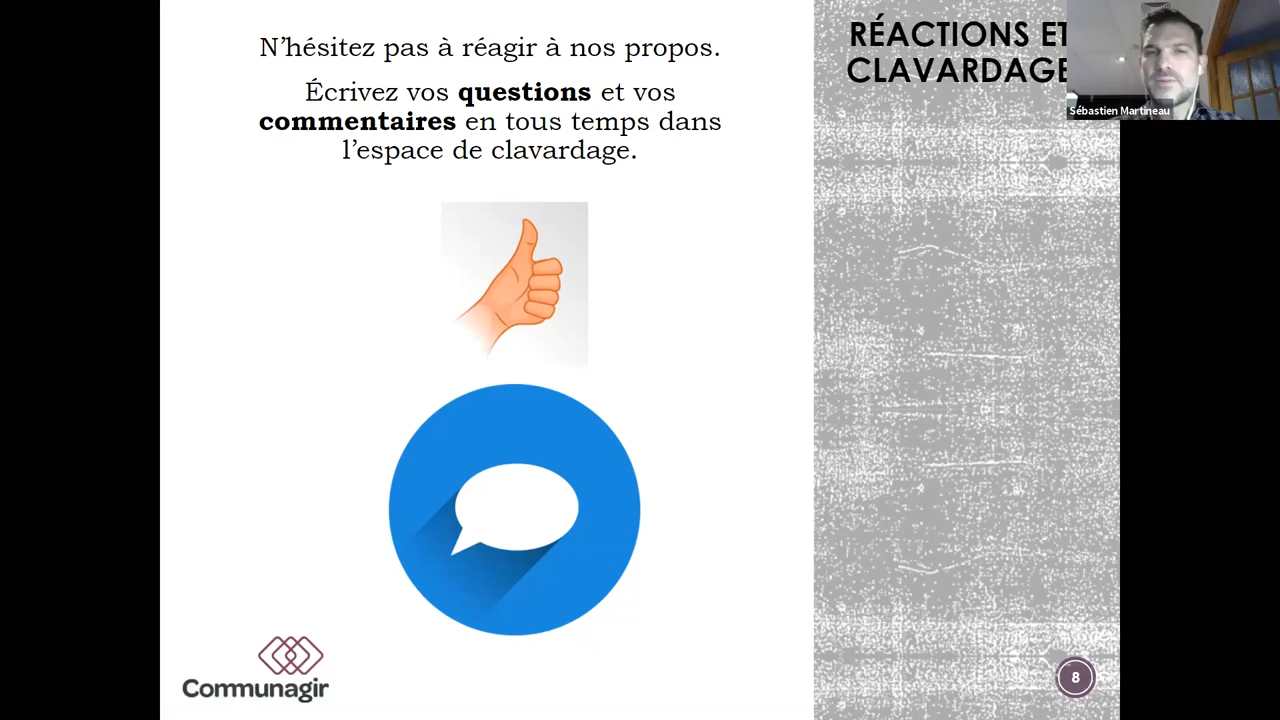 N'hésitez pas à réagir à nos propos.
Écrivez vos questions et vos
commentaires en tous temps dans
l'espace de clavardage.
RÉACTIONS ET
CLAVARDAGE
Sébastien Martineau
Communagir
8